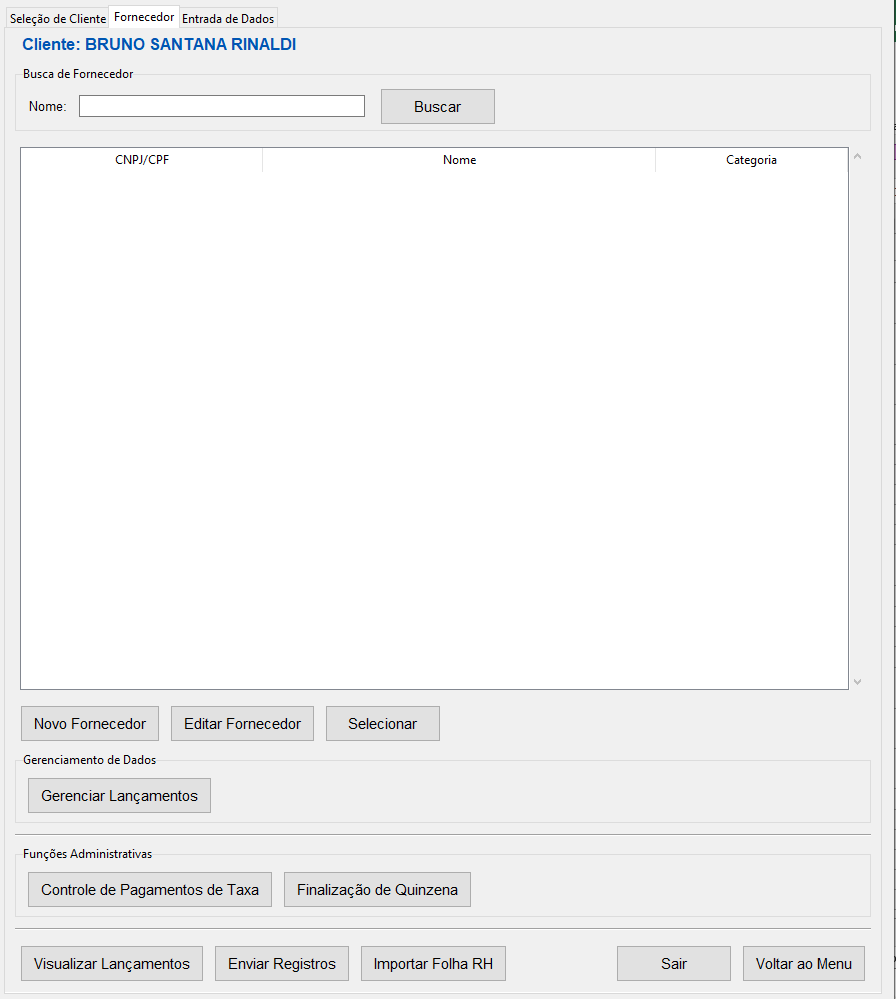 Seleção de Cliente Fornecedor Entrada de Dados
Cliente: BRUNO SANTANA RINALDI
Busca de Fornecedor
Nome: Buscar
CNPJ/CPF Nome Categoria
Novo Fornecedor Editar Fornecedor Selecionar
Gerenciamento de Dados
Gerenciar Lançamentos
Funções Administrativas
Controle de Pagamentos de Taxa Finalização de Quinzena
Visualizar Lançamentos Enviar Registros Importar Folha RH Sair Voltar ao Menu